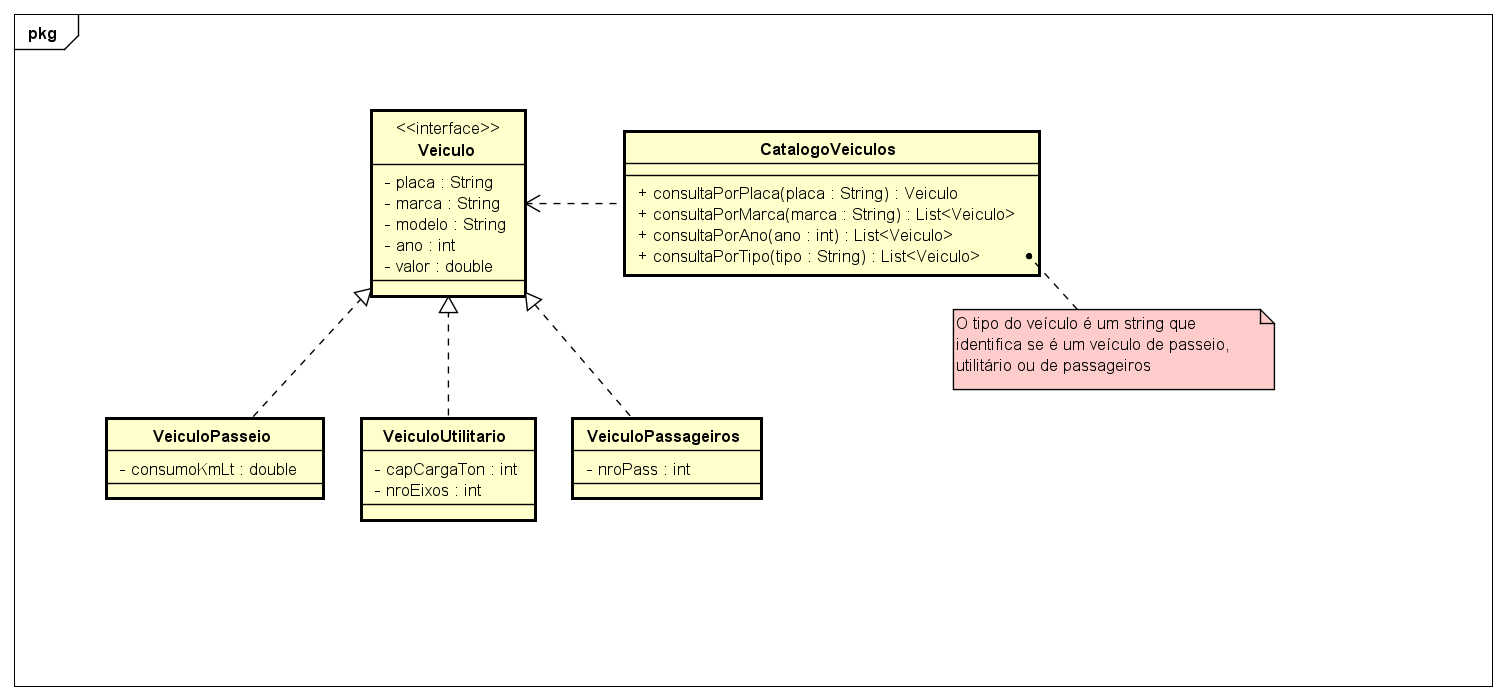 pkg
<<interface>>
Veiculo
- placa : String
- marca : String
- modelo : String
- ano : int
- valor : double
CatalogoVeiculos
+ consultaPorPlaca(placa : String) : Veiculo
+ consultaPorMarca(marca : String) : List<Veiculo>
+ consultaPorAno(ano : int) : List<Veiculo>
+ consultaPorTipo(tipo : String) : List<Veiculo>
O tipo do veículo é um string que
identifica se é um veículo de passeio,
utilitário ou de passageiros
VeiculoPasseio
- consumoKmLt : double
VeiculoUtilitario
- capCargaTon : int
- nroEixos : int
VeiculoPassageiros
- nroPass : int